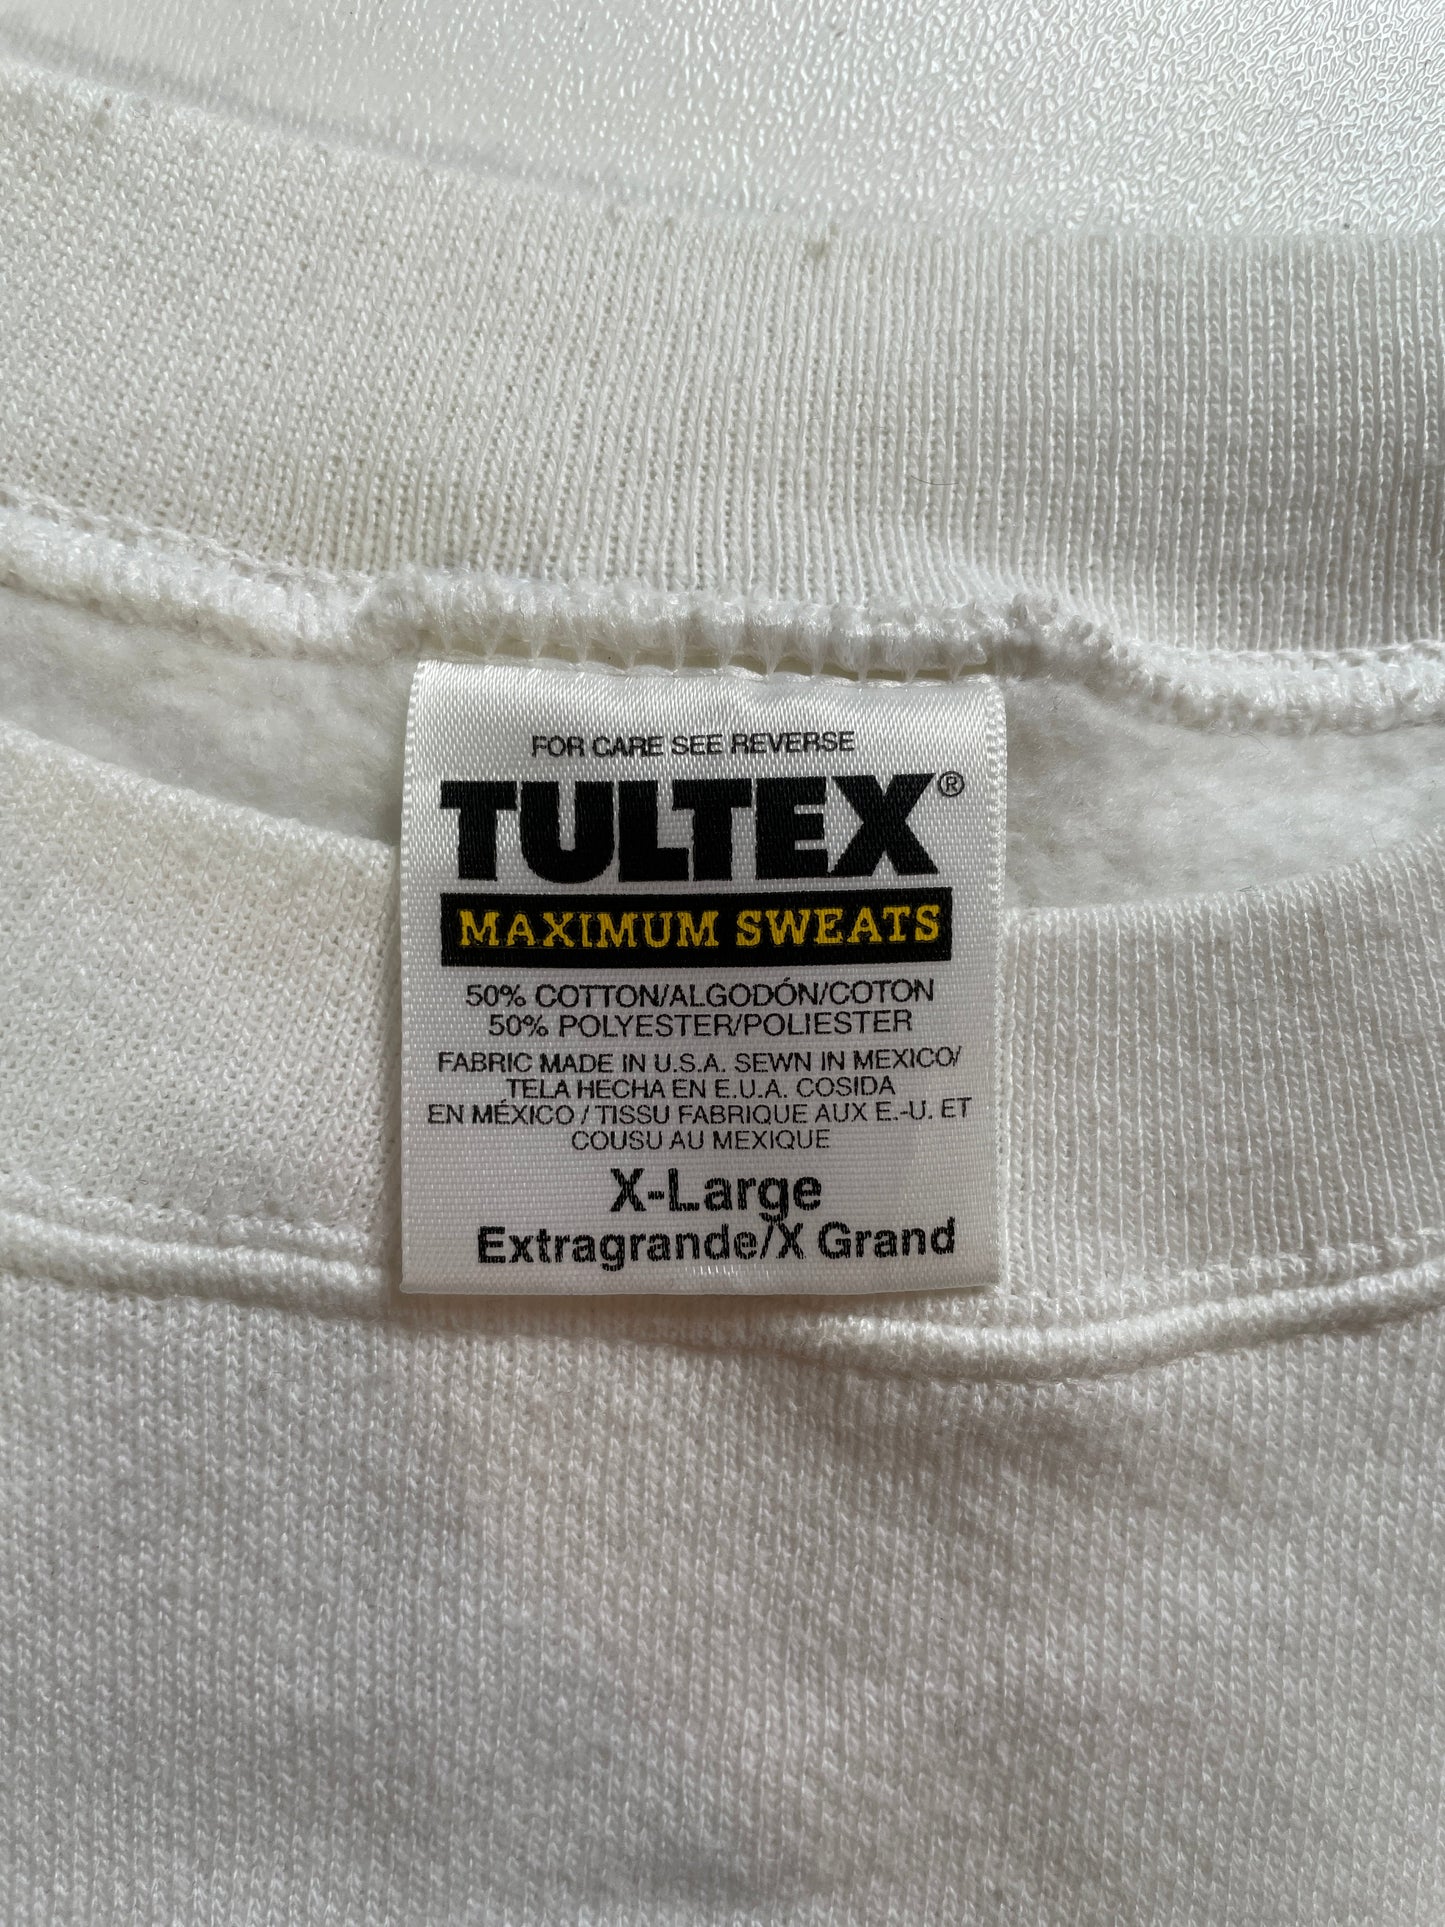 FOR CARE SEE REVERSE
TULTEX®
MAXIMUM SWEATS
50% COTTON/ALGODÓN/COTON
50% POLYESTER/POLIESTER
FABRIC MADE IN U.S.A. SEWN IN MEXICO/
TELA HECHA EN E.U.A. COSIDA
EN MÉXICO / TISSU FABRIQUE AUX E.-U. ET
COUSU AU MEXIQUE
X-Large
Extragrande/X Grand